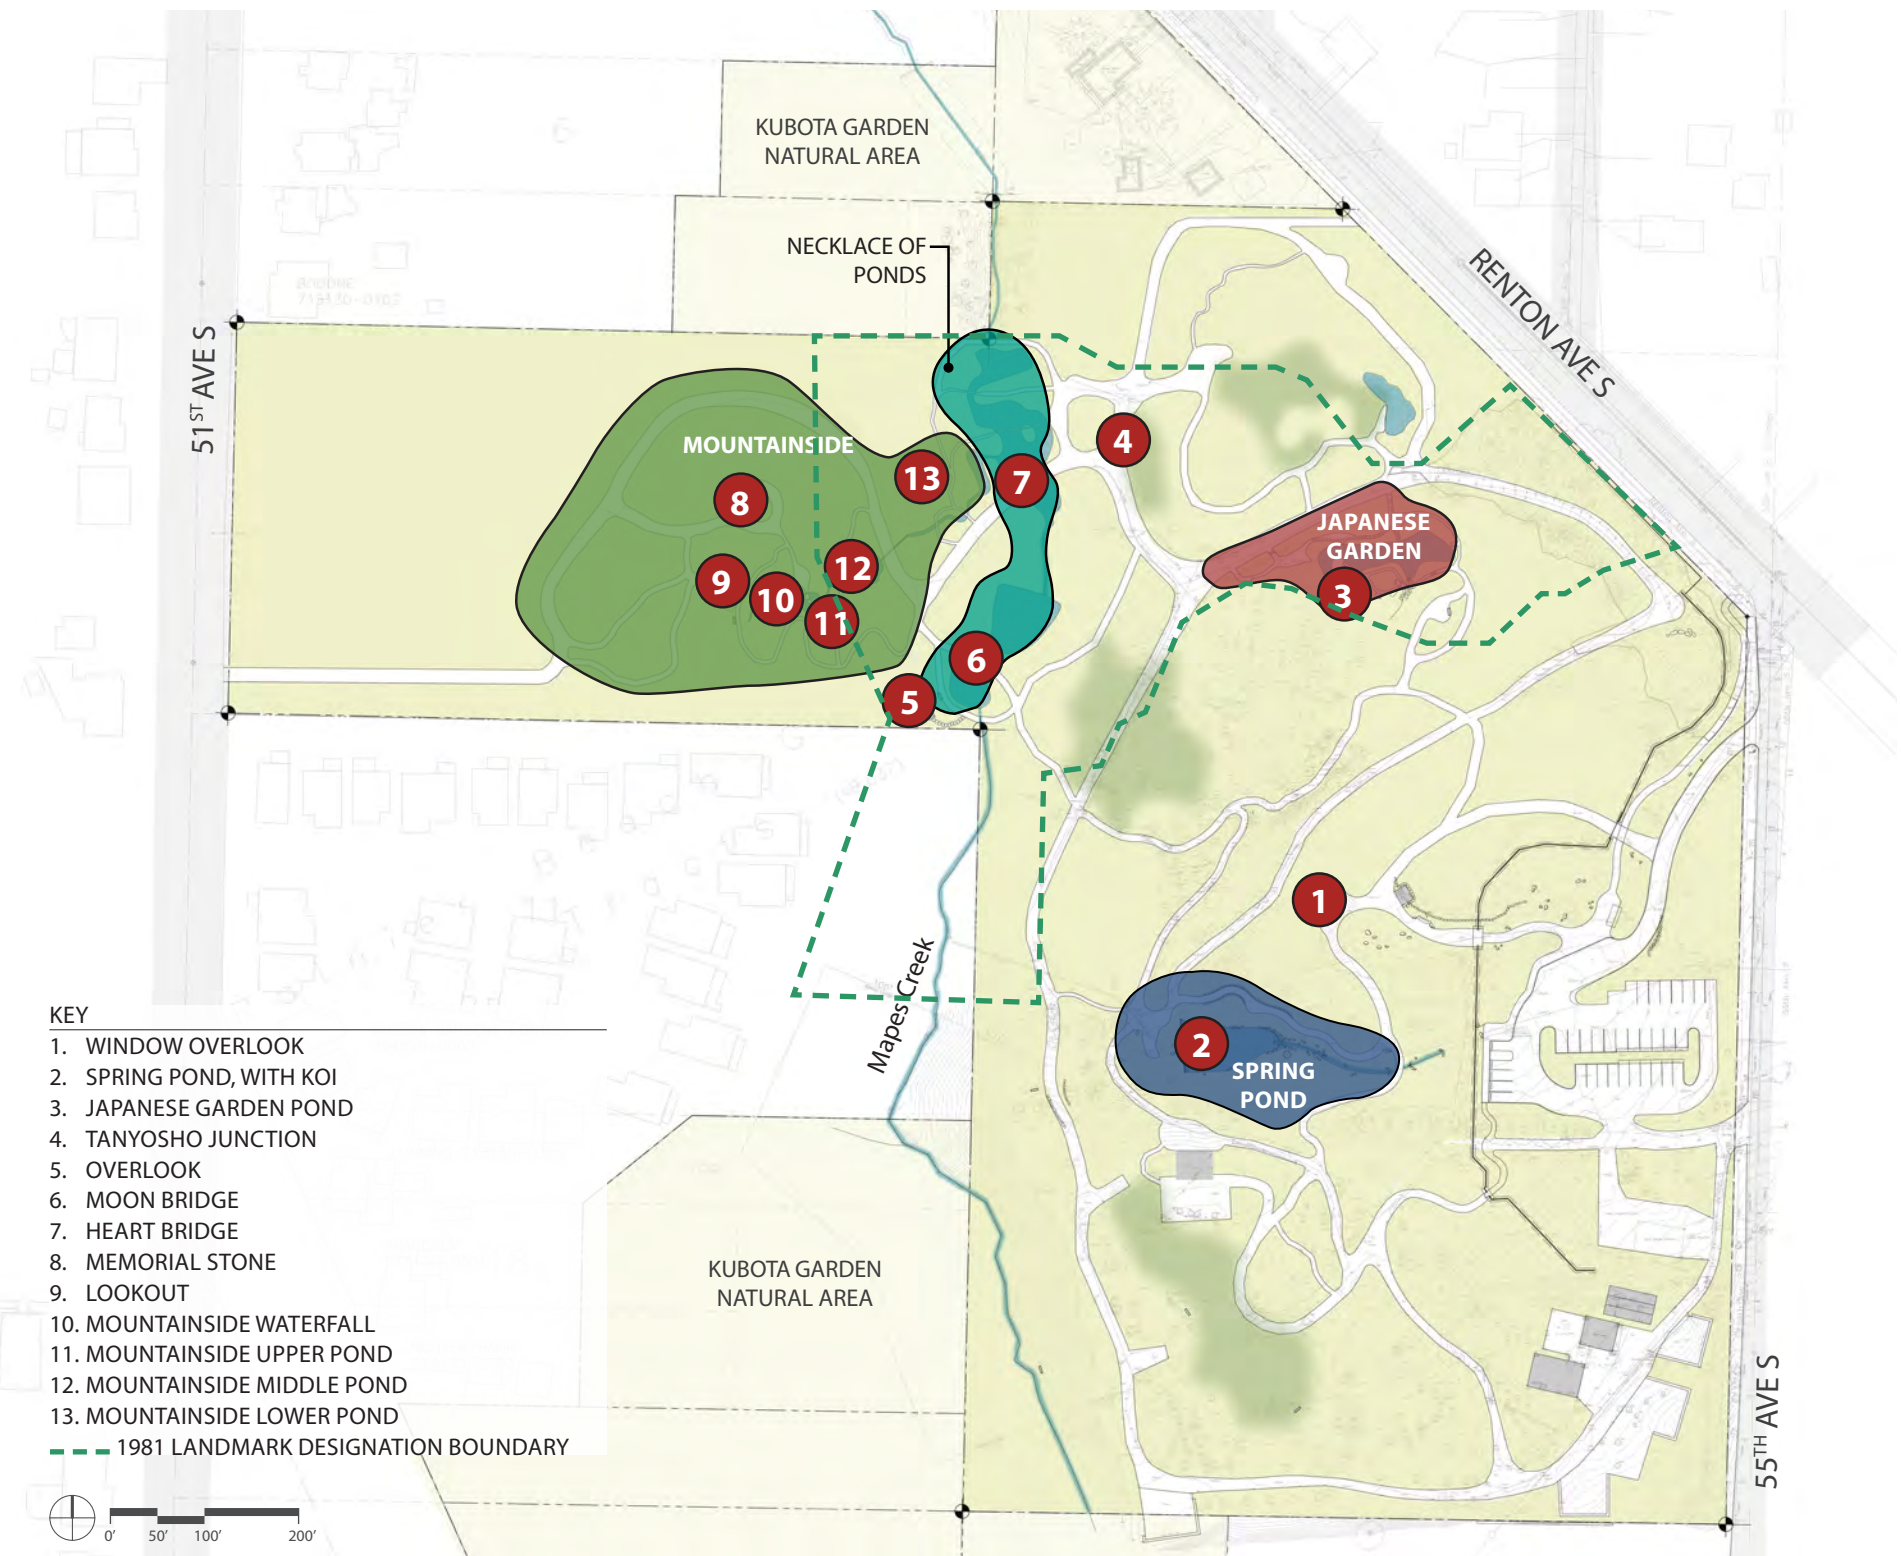 KUBOTA GARDEN
NATURAL AREA
NECKLACE OF
PONDS
RENTON AVE S
51ST AVE S
MOUNTAINSIDE
4
13
7
8
JAPANESE
GARDEN
12
9
10
3
11
6
5
1
Mapes Creek
2
SPRING
POND
KEY
1. WINDOW OVERLOOK
2. SPRING POND, WITH KOI
3. JAPANESE GARDEN POND
4. TANYOSHO JUNCTION
5. OVERLOOK
6. MOON BRIDGE
7. HEART BRIDGE
8. MEMORIAL STONE
9. LOOKOUT
10. MOUNTAINSIDE WATERFALL
11. MOUNTAINSIDE UPPER POND
12. MOUNTAINSIDE MIDDLE POND
13. MOUNTAINSIDE LOWER POND
1981 LANDMARK DESIGNATION BOUNDARY
KUBOTA GARDEN
NATURAL AREA
55TH AVE S
0' 50' 100' 200'